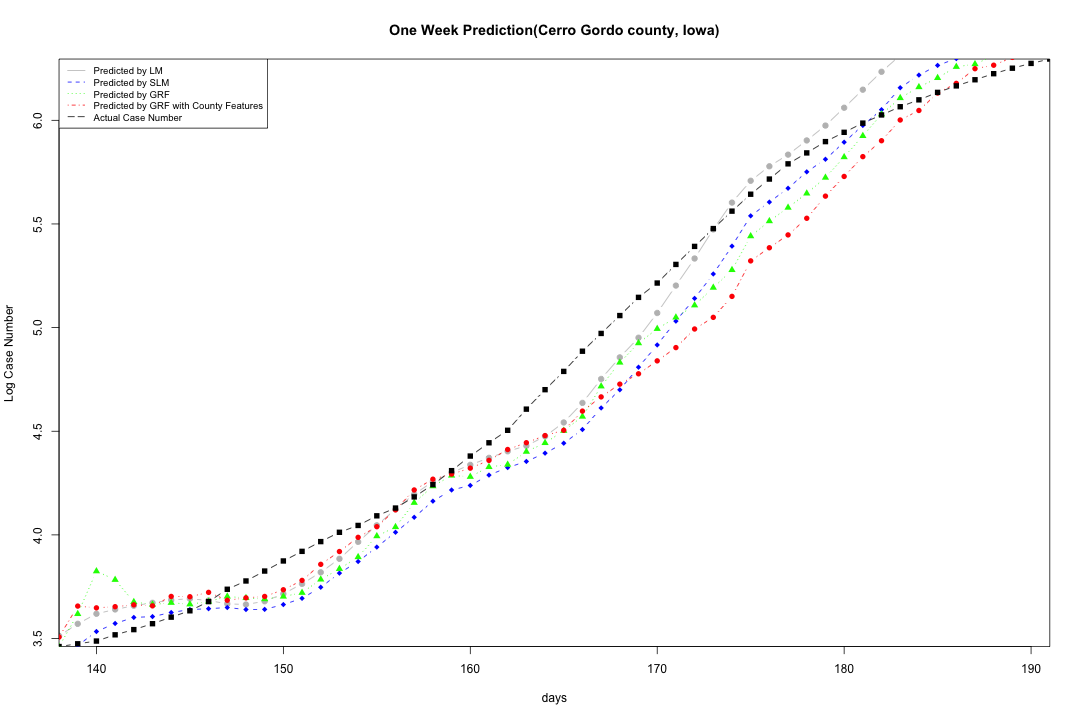 One Week Prediction(Cerro Gordo county, Iowa)
Predicted by LM
Predicted by SLM
Predicted by GRF
Predicted by GRF with County Features
Actual Case Number
Log Case Number
6.0
5.5
5.0
4.5
4.0
3.5
140 150 160 170 180 190
days